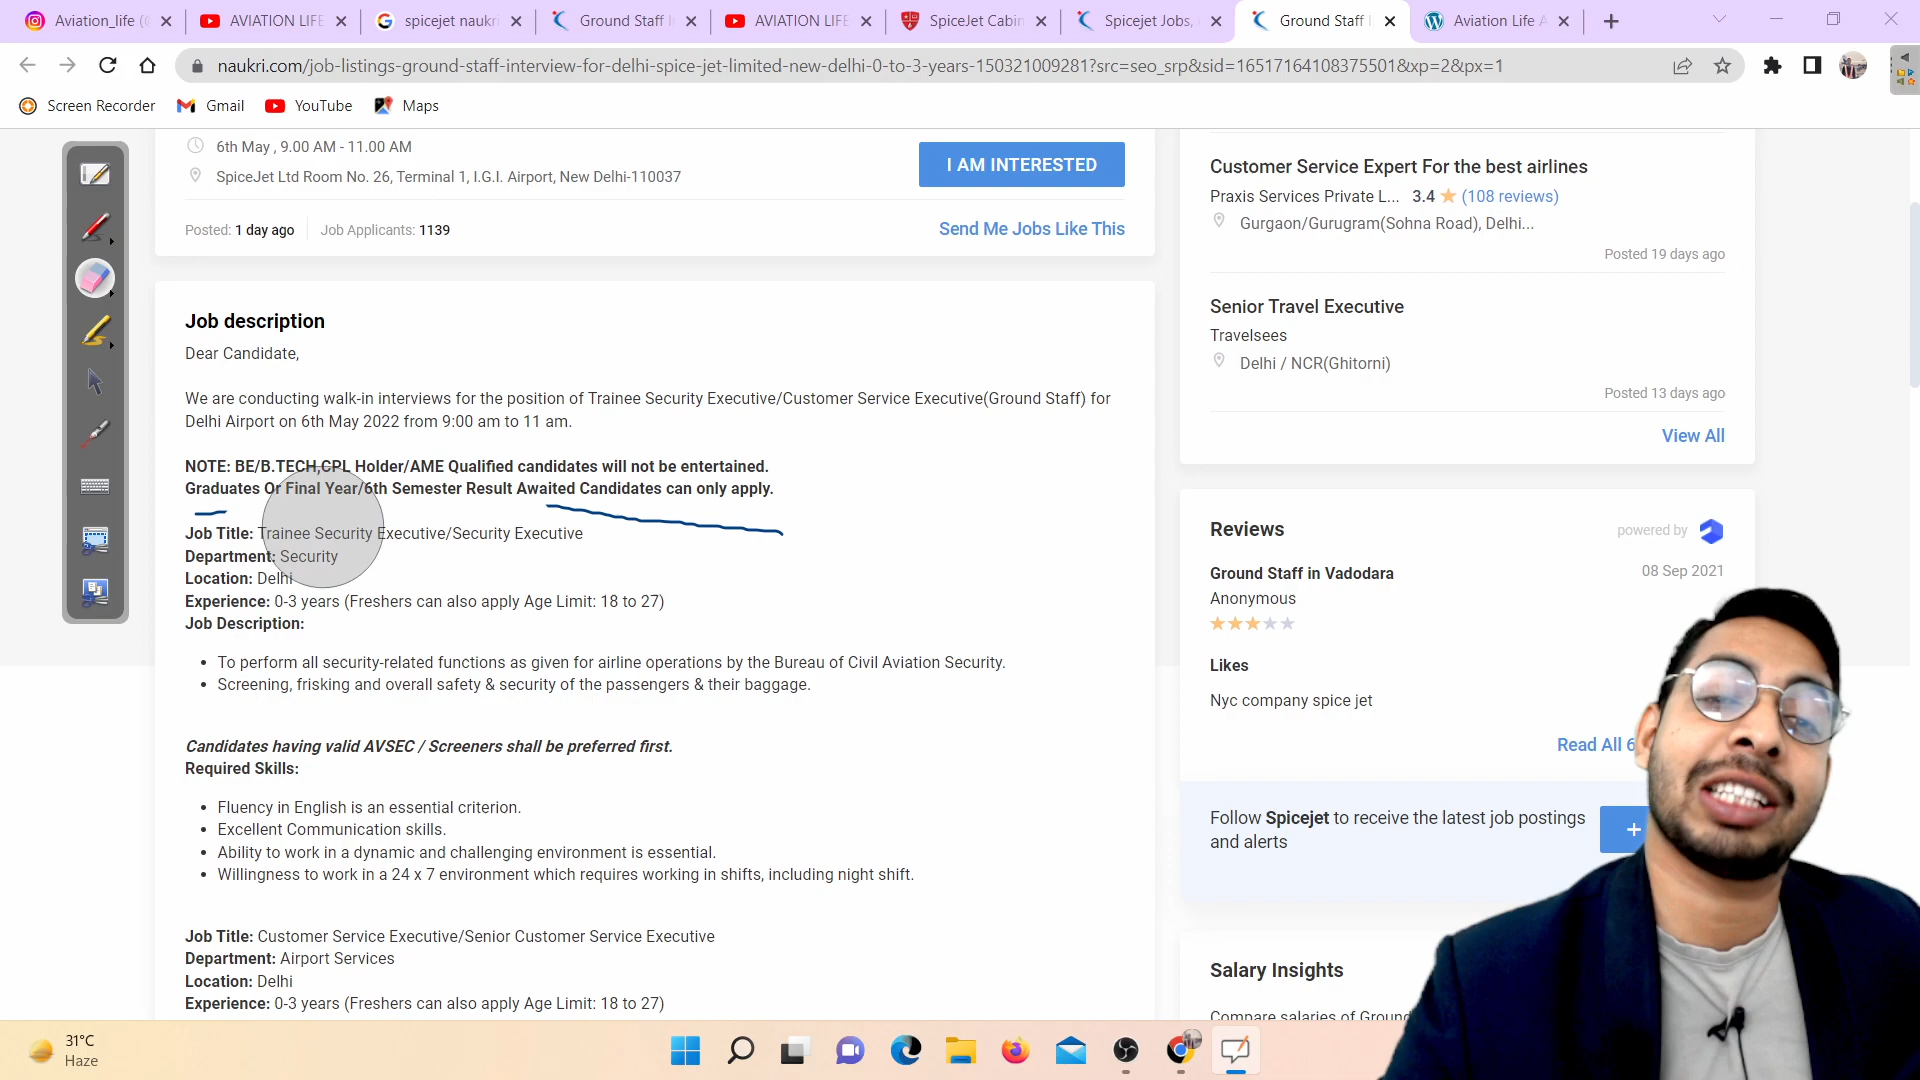 Aviation_life (
AVIATION LIFE
spicejet naukri
Ground Staff I
AVIATION LIFE
SpiceJet Cabin
Spicejet Jobs,
Ground Staff I
Aviation Life A
naukri.com/job-listings-ground-staff-interview-for-delhi-spice-jet-limited-new-delhi-0-to-3-years-150321009281?src=seo_srp&sid=16517164108375501&xp=2&px=1
Screen Recorder
Gmail
YouTube
Maps
6th May , 9.00 AM - 11.00 AM
SpiceJet Ltd Room No. 26, Terminal 1, I.G.I. Airport, New Delhi-110037
I AM INTERESTED
Posted: 1 day ago
Job Applicants: 1139
Send Me Jobs Like This
Job description
Dear Candidate,
We are conducting walk-in interviews for the position of Trainee Security Executive/Customer Service Executive(Ground Staff) for
Delhi Airport on 6th May 2022 from 9:00 am to 11 am.
NOTE: BE/B.TECH,CPL Holder/AME Qualified candidates will not be entertained.
Graduates Or Final Year/6th Semester Result Awaited Candidates can only apply.
Job Title: Trainee Security Executive/Security Executive
Department: Security
Location: Delhi
Experience: 0-3 years (Freshers can also apply Age Limit: 18 to 27)
Job Description:
• To perform all security-related functions as given for airline operations by the Bureau of Civil Aviation Security.
• Screening, frisking and overall safety & security of the passengers & their baggage.
Candidates having valid AVSEC / Screeners shall be preferred first.
Required Skills:
• Fluency in English is an essential criterion.
• Excellent Communication skills.
• Ability to work in a dynamic and challenging environment is essential.
• Willingness to work in a 24 x 7 environment which requires working in shifts, including night shift.
Job Title: Customer Service Executive/Senior Customer Service Executive
Department: Airport Services
Location: Delhi
Experience: 0-3 years (Freshers can also apply Age Limit: 18 to 27)
Customer Service Expert For the best airlines
Praxis Services Private L... 3.4 (108 reviews)
Gurgaon/Gurugram(Sohna Road), Delhi...
Posted 19 days ago
Senior Travel Executive
Travelsees
Delhi / NCR(Ghitorni)
Posted 13 days ago
View All
Reviews
powered by
Ground Staff in Vadodara
08 Sep 2021
Anonymous
Likes
Nyc company spice jet
Read All 6
Follow Spicejet to receive the latest job postings
and alerts
+
Salary Insights
Compare salaries of Ground
31°C
Haze